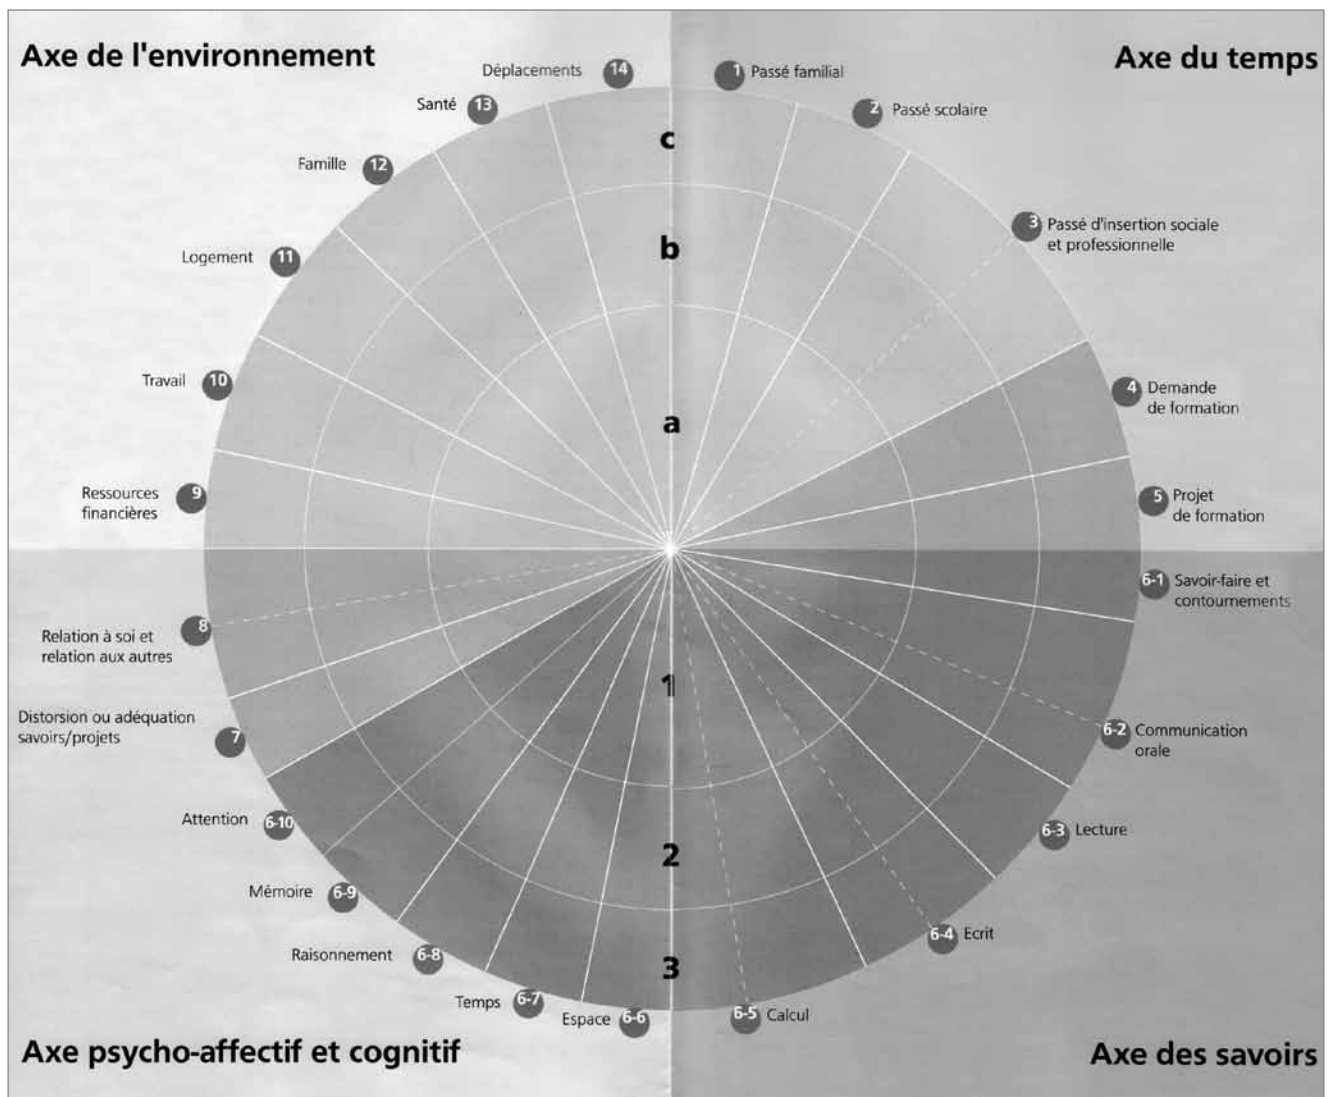 Axe de l'environnement
Axe du temps
14 Déplacements
1 Passé familial
13 Santé
2 Passé scolaire
12 Famille
3 Passé d'insertion sociale
et professionnelle
11 Logement
10 Travail
4 Demande
de formation
9 Ressources
financières
5 Projet
de formation
c
b
a
6-1 Savoir-faire et
contournements
8 Relation à soi et
relation aux autres
6-2 Communication
orale
7 Distorsion ou adéquation
savoirs/projets
6-10 Attention
6-3 Lecture
6-9 Mémoire
6-4 Ecrit
6-8 Raisonnement
6-7 Temps
6-6 Espace
6-5 Calcul
1
2
3
Axe psycho-affectif et cognitif
Axe des savoirs